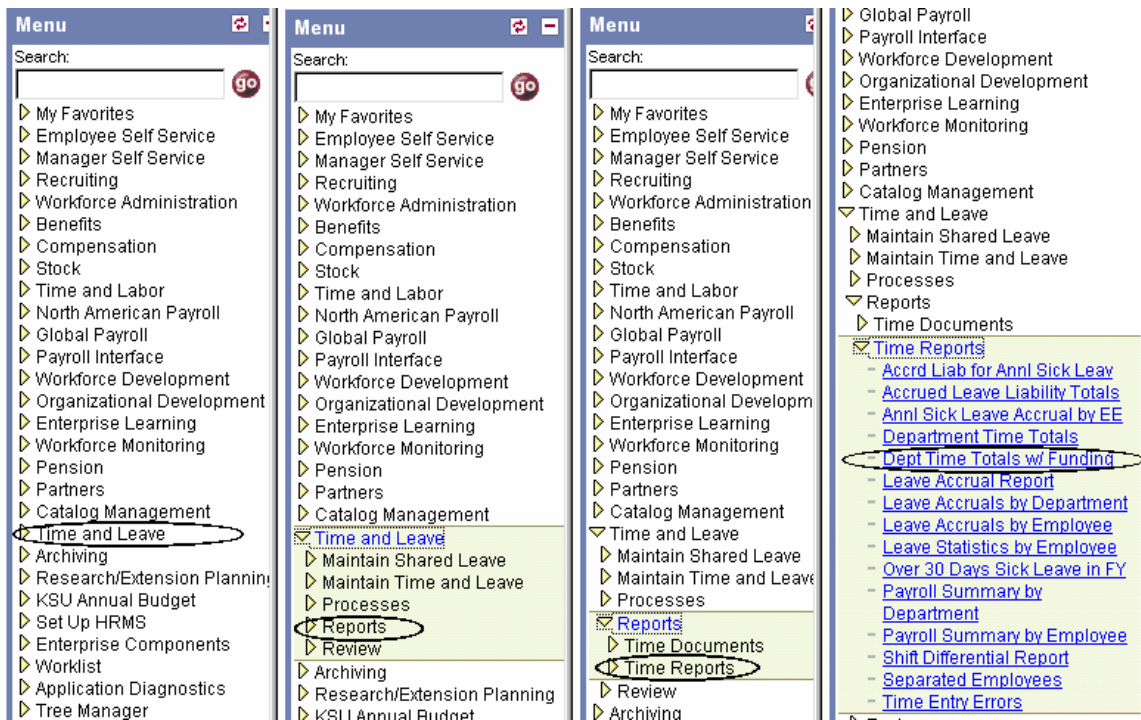 Menu
Search:
go
My Favorites
Employee Self Service
Manager Self Service
Recruiting
Workforce Administration
Benefits
Compensation
Stock
Time and Labor
North American Payroll
Global Payroll
Payroll Interface
Workforce Development
Organizational Development
Enterprise Learning
Workforce Monitoring
Pension
Partners
Catalog Management
Time and Leave
Archiving
Research/Extension Planning
KSU Annual Budget
Set Up HRMS
Enterprise Components
Worklist
Application Diagnostics
Tree Manager
Menu
Search:
go
My Favorites
Employee Self Service
Manager Self Service
Recruiting
Workforce Administration
Benefits
Compensation
Stock
Time and Labor
North American Payroll
Global Payroll
Payroll Interface
Workforce Development
Organizational Development
Enterprise Learning
Workforce Monitoring
Pension
Partners
Catalog Management
Time and Leave
Maintain Shared Leave
Maintain Time and Leave
Processes
Reports
Review
Archiving
Research/Extension Planning
KSU Annual Budget
Menu
Search:
My Favorites
Employee Self Service
Manager Self Service
Recruiting
Workforce Administration
Benefits
Compensation
Stock
Time and Labor
North American Payroll
Global Payroll
Payroll Interface
Workforce Development
Organizational Developm
Enterprise Learning
Workforce Monitoring
Pension
Partners
Catalog Management
Time and Leave
Maintain Shared Leave
Maintain Time and Leave
Processes
Reports
Time Documents
Time Reports
Review
Archiving
Global Payroll
Payroll Interface
Workforce Development
Organizational Development
Enterprise Learning
Workforce Monitoring
Pension
Partners
Catalog Management
Time and Leave
Maintain Shared Leave
Maintain Time and Leave
Processes
Reports
Time Documents
Time Reports
Accrd Liab for Annl Sick Leav
Accrued Leave Liability Totals
Annl Sick Leave Accrual by EE
Department Time Totals
Dept Time Totals w/ Funding
Leave Accrual Report
Leave Accruals by Department
Leave Accruals by Employee
Leave Statistics by Employee
Over 30 Days Sick Leave in FY
Payroll Summary by
Department
Payroll Summary by Employee
Shift Differential Report
Separated Employees
Time Entry Errors